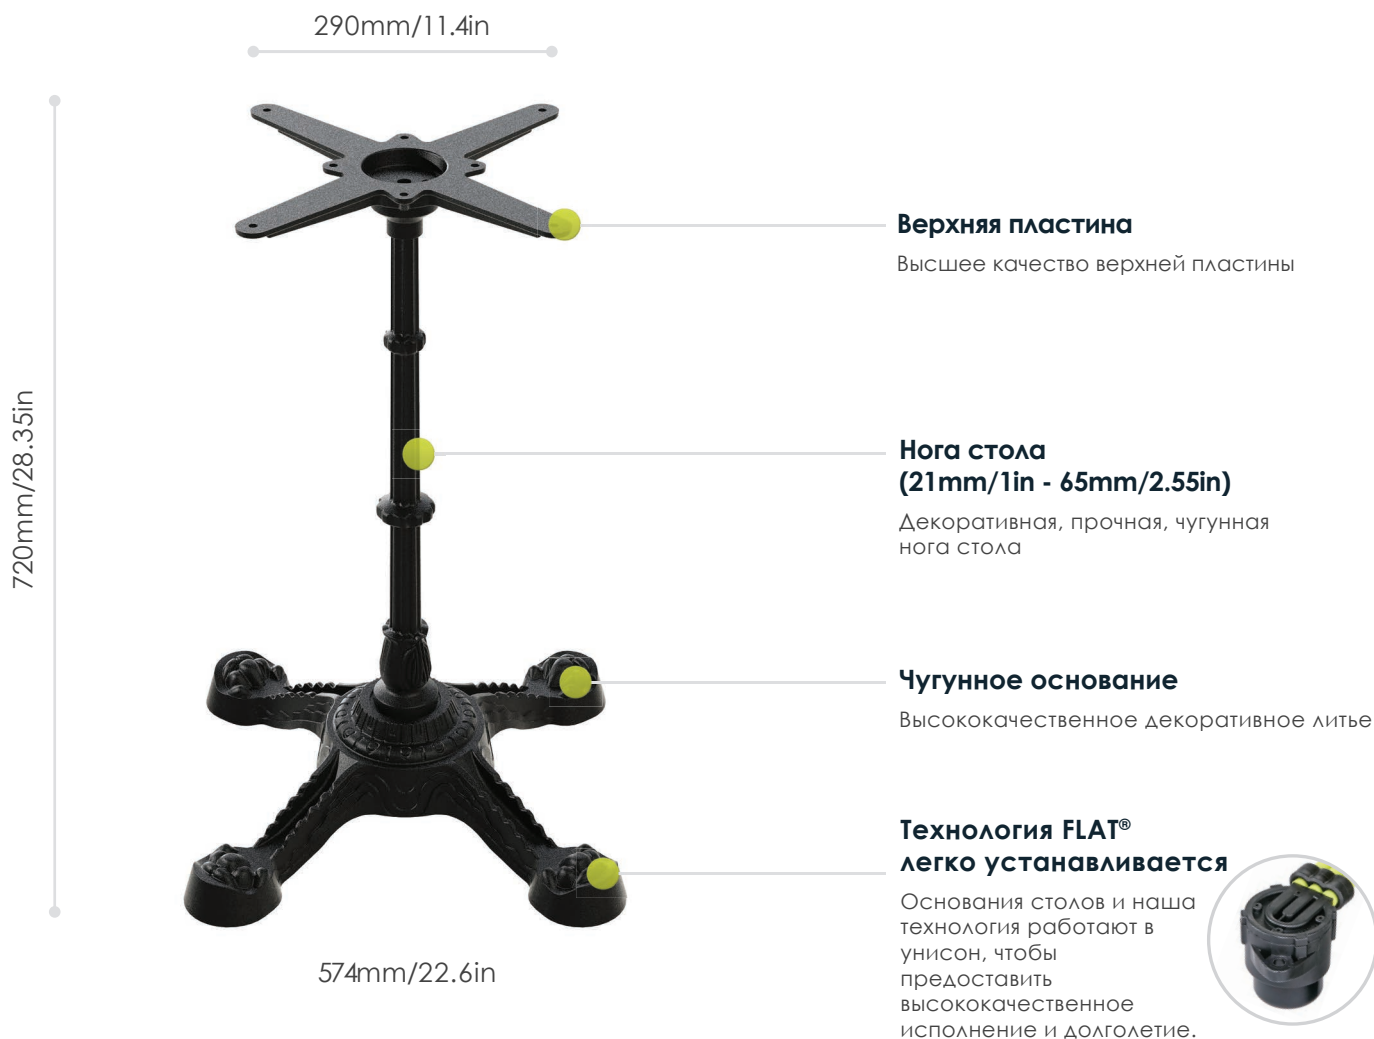 290mm/11.4in
720mm/28.35in
Верхняя пластина
Высшее качество верхней пластины
Нога стола
(21mm/1in - 65mm/2.55in)
Декоративная, прочная, чугунная
нога стола
Чугунное основание
Высококачественное декоративное литье
Технология FLAT®
легко устанавливается
Основания столов и наша
технология работают в
унисон, чтобы
предоставить
высококачественное
исполнение и долголетие.
574mm/22.6in